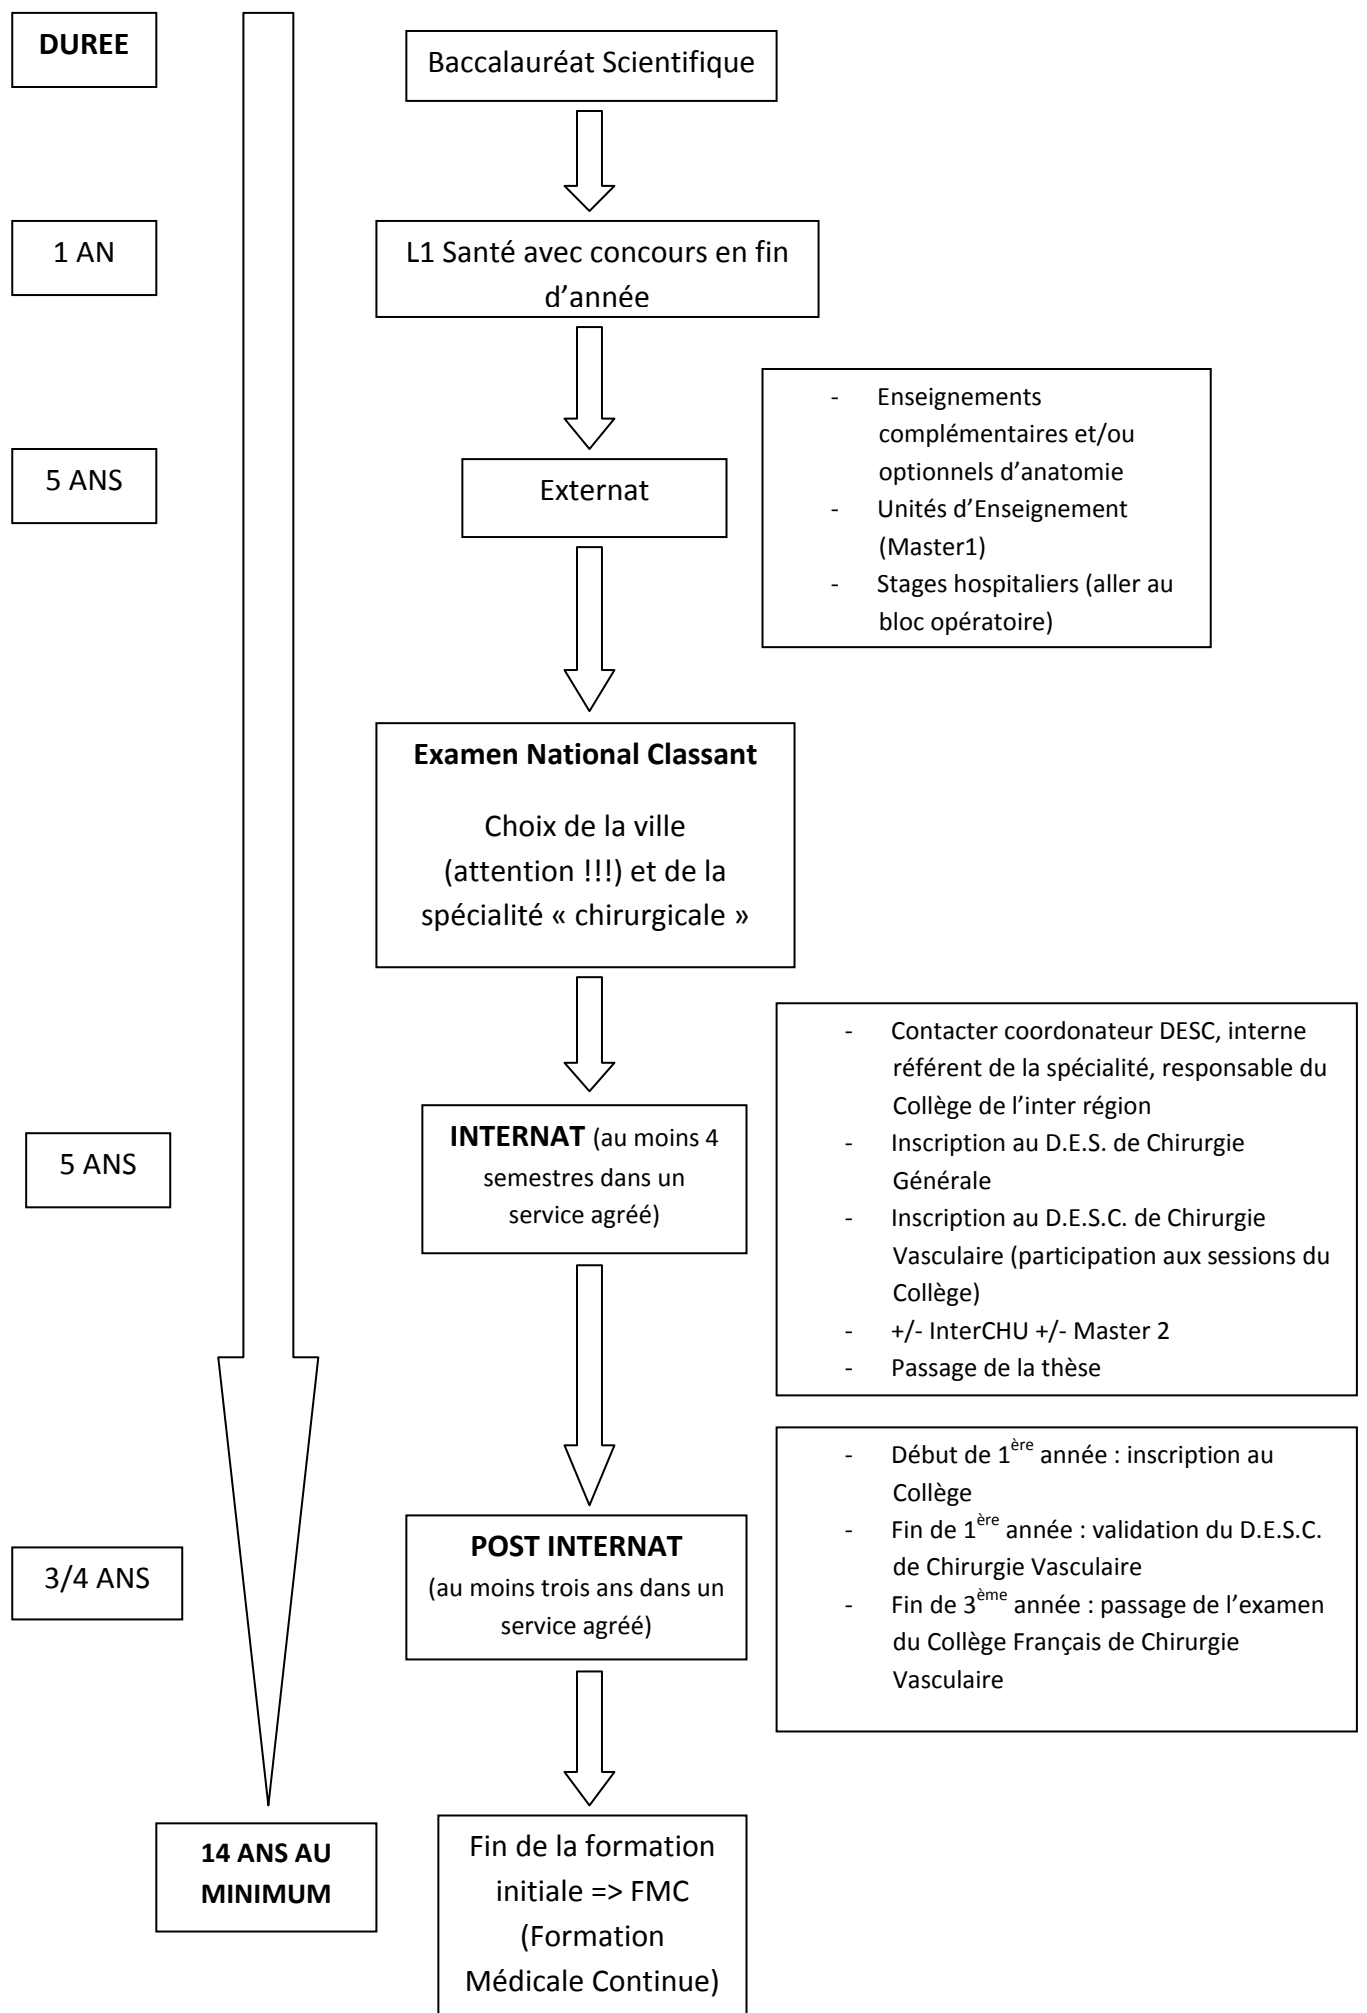 DUREE
Baccalauréat Scientifique
1 AN
L1 Santé avec concours en fin
d’année
5 ANS
Externat
- Enseignements
complémentaires et/ou
optionnels d’anatomie
- Unités d’Enseignement
(Master1)
- Stages hospitaliers (aller au
bloc opératoire)
Examen National Classant
Choix de la ville
(attention !!!) et de la
spécialité « chirurgicale »
5 ANS
INTERNAT (au moins 4
semestres dans un
service agréé)
- Contacter coordonateur DESC, interne
référent de la spécialité, responsable du
Collège de l’inter région
- Inscription au D.E.S. de Chirurgie
Générale
- Inscription au D.E.S.C. de Chirurgie
Vasculaire (participation aux sessions du
Collège)
- +/- InterCHU +/- Master 2
- Passage de la thèse
3/4 ANS
POST INTERNAT
(au moins trois ans dans un
service agréé)
- Début de 1ère année : inscription au
Collège
- Fin de 1ère année : validation du D.E.S.C.
de Chirurgie Vasculaire
- Fin de 3ème année : passage de l’examen
du Collège Français de Chirurgie
Vasculaire
14 ANS AU
MINIMUM
Fin de la formation
initiale => FMC
(Formation
Médicale Continue)